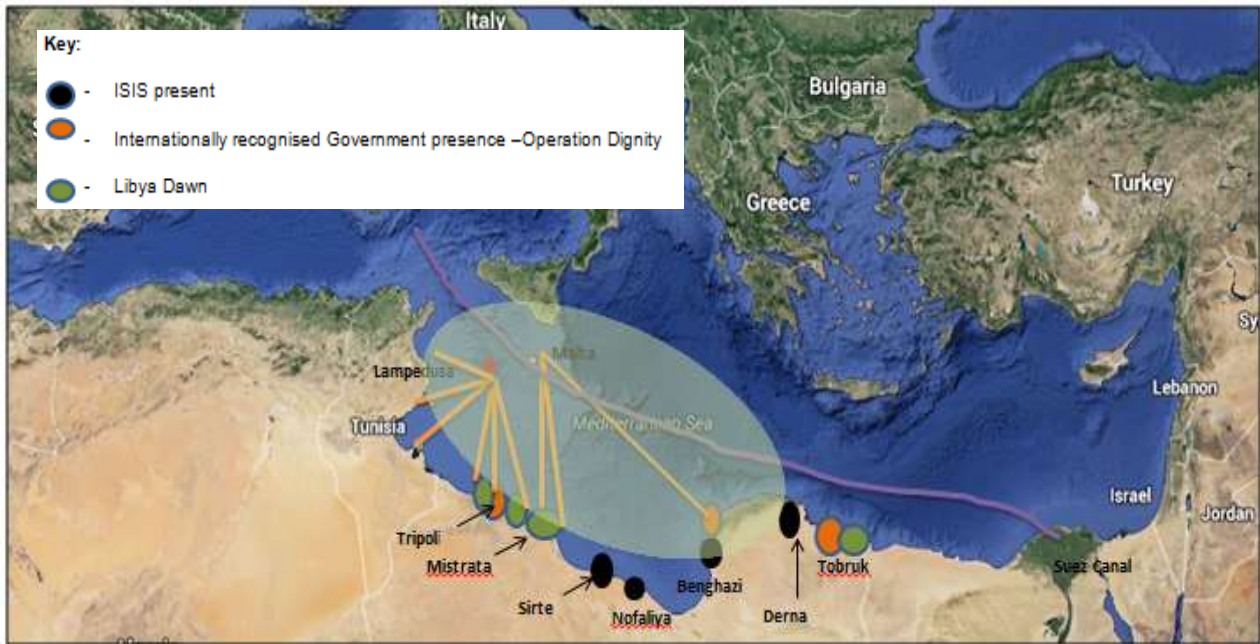 Italy
Key:
- ISIS present
- Internationally recognised Government presence –Operation Dignity
- Libya Dawn
Bulgaria
Turkey
Greece
Sy
Malta
Lampedusa
Lebanon
Tunisia
Mediterranean Sea
Israel
Jordan
Tripoli
Mistrata
Benghazi
Tobruk
Suez Canal
Sirte
Nofaliya
Derna